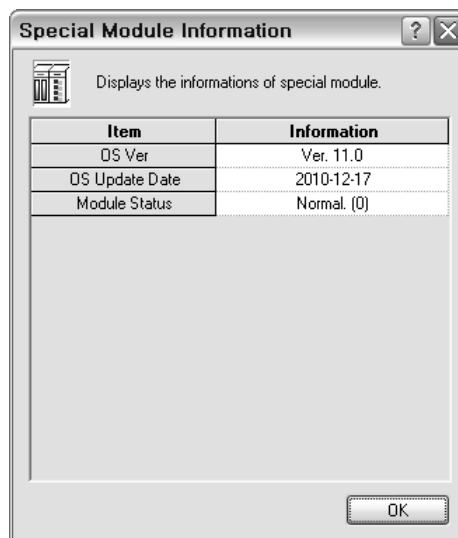 Special Module Information
Displays the informations of special module.
Item Information
OS Ver Ver. 11.0
OS Update Date 2010-12-17
Module Status Normal. (0)
OK